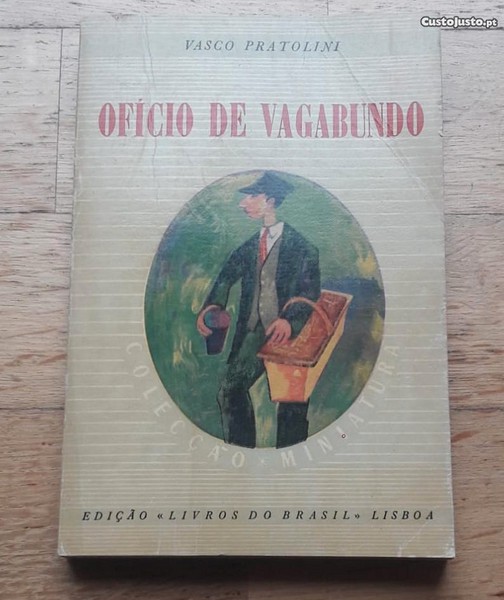 CustoJusto.pt
VASCO PRATOLINI
OFÍCIO DE VAGABUNDO
COLECÇÃO • MINIATURA
EDIÇÃO «LIVROS DO BRASIL» LISBOA